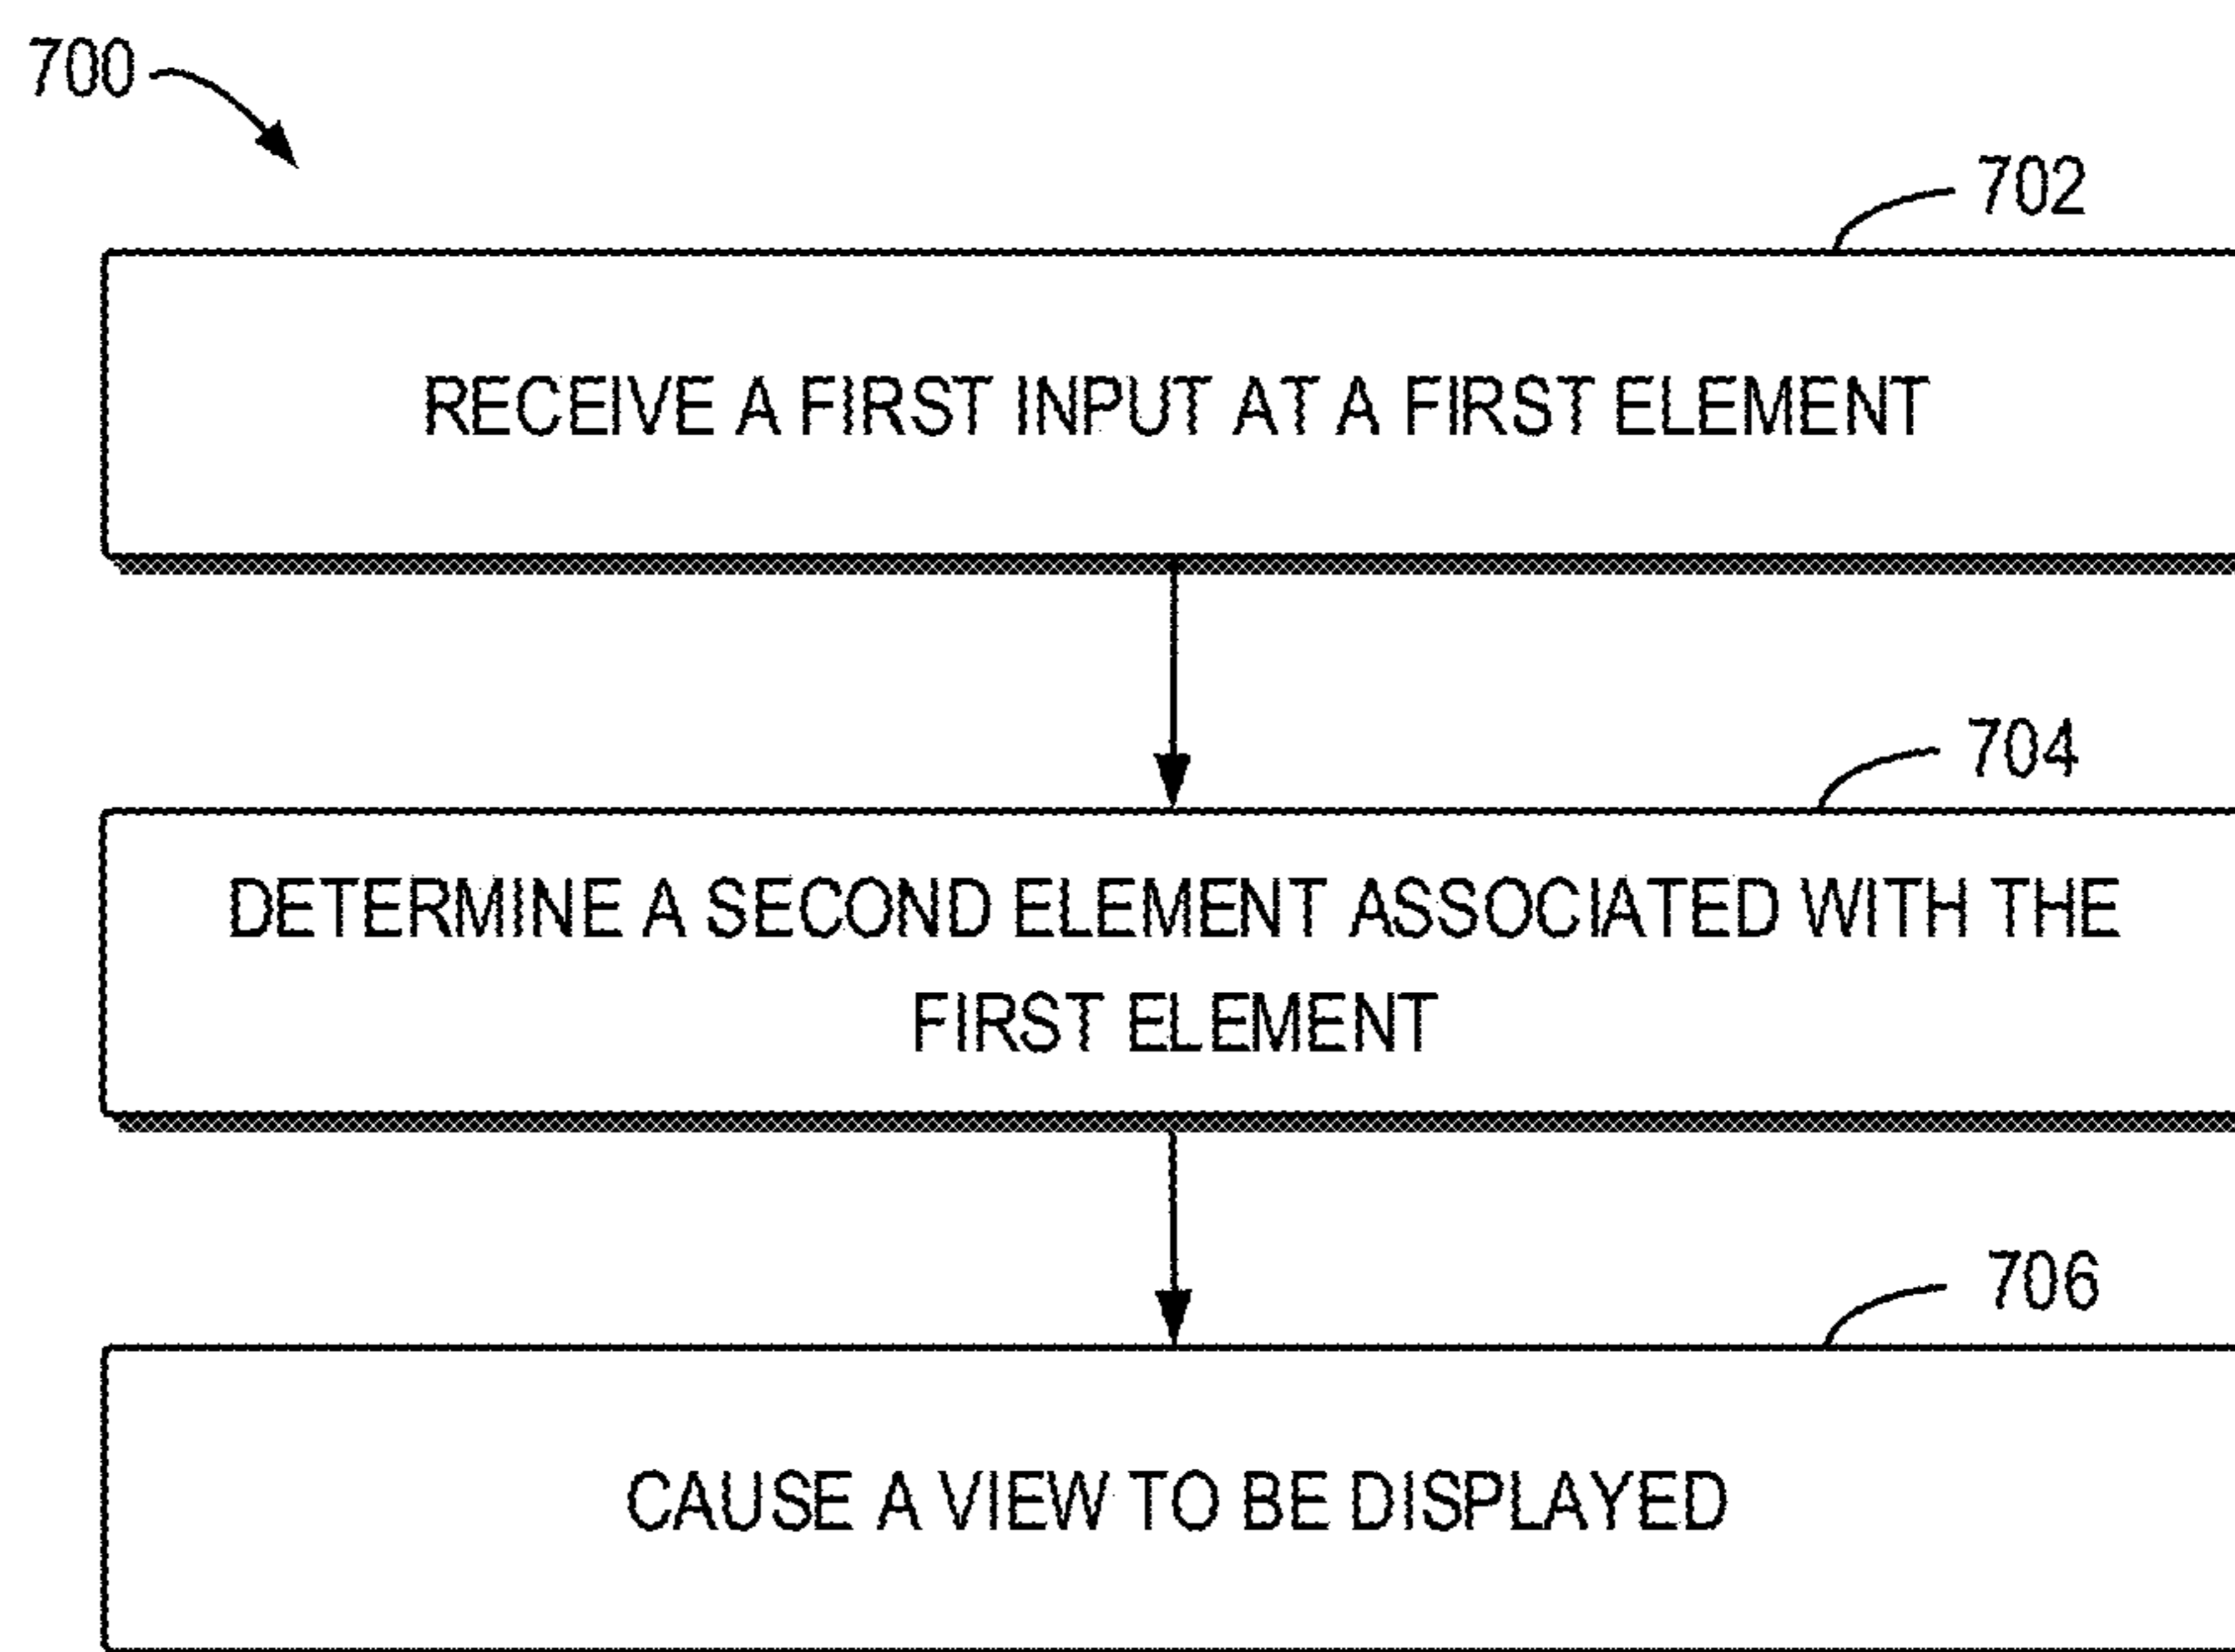 700
702
RECEIVE A FIRST INPUT AT A FIRST ELEMENT
704
DETERMINE A SECOND ELEMENT ASSOCIATED WITH THE
FIRST ELEMENT
706
CAUSE A VIEW TO BE DISPLAYED